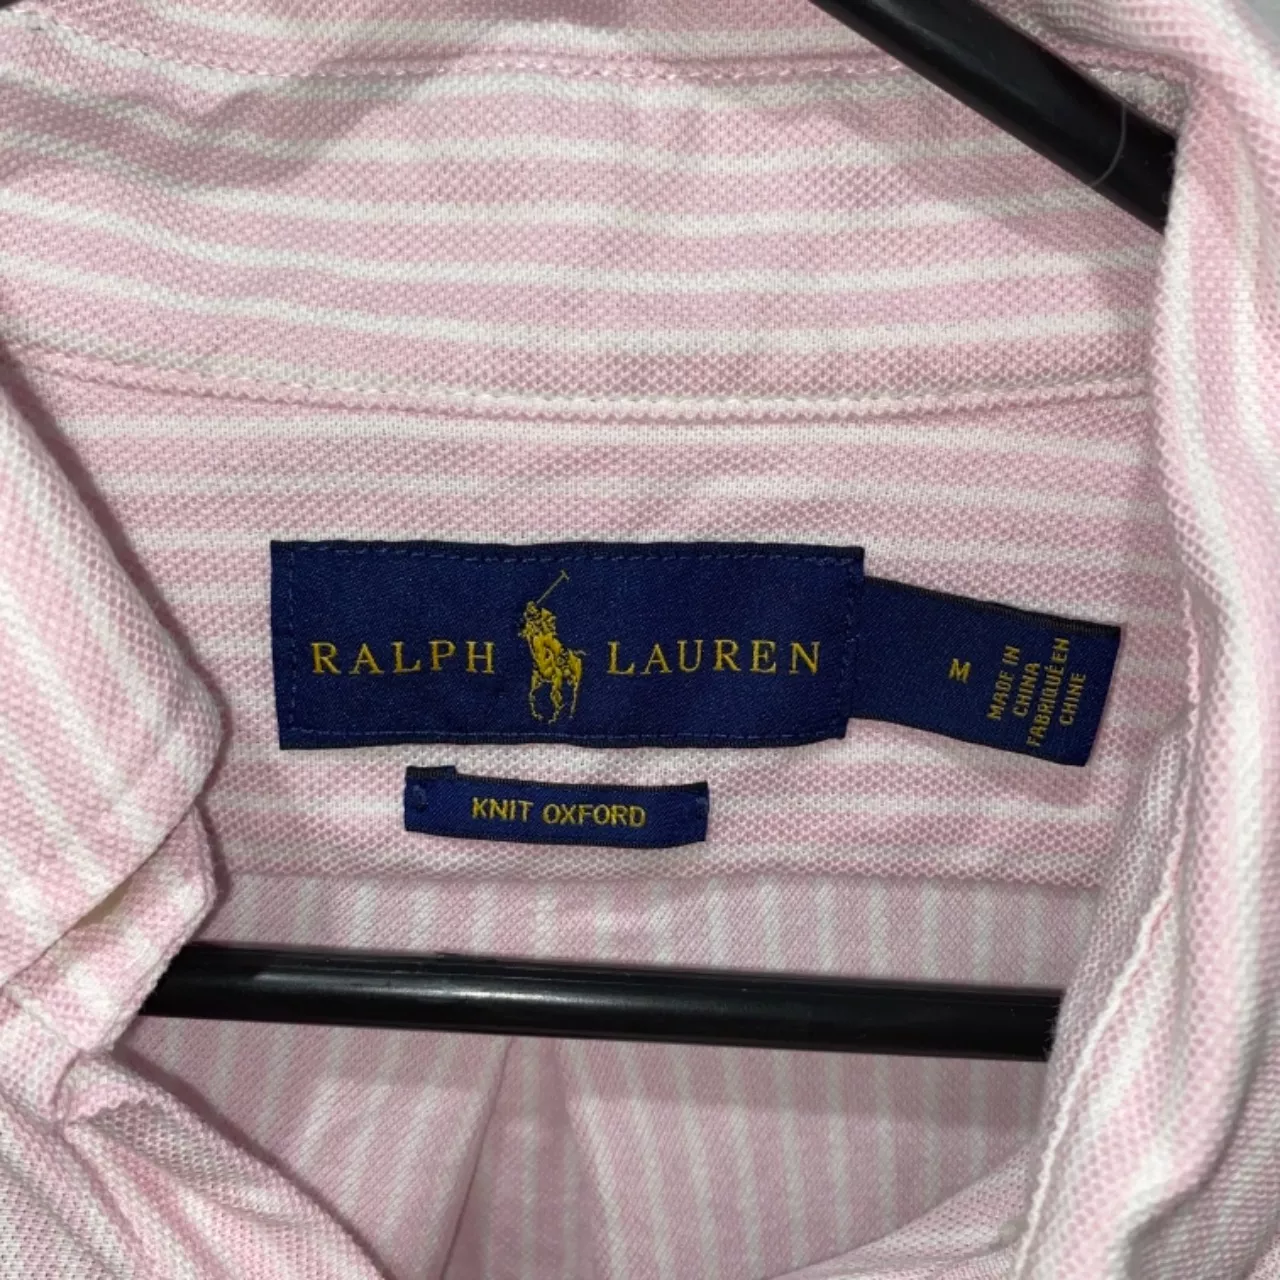 RALPH LAUREN
M
MADE IN
CHINA
FABRIQUÉ EN
CHINE
KNIT OXFORD